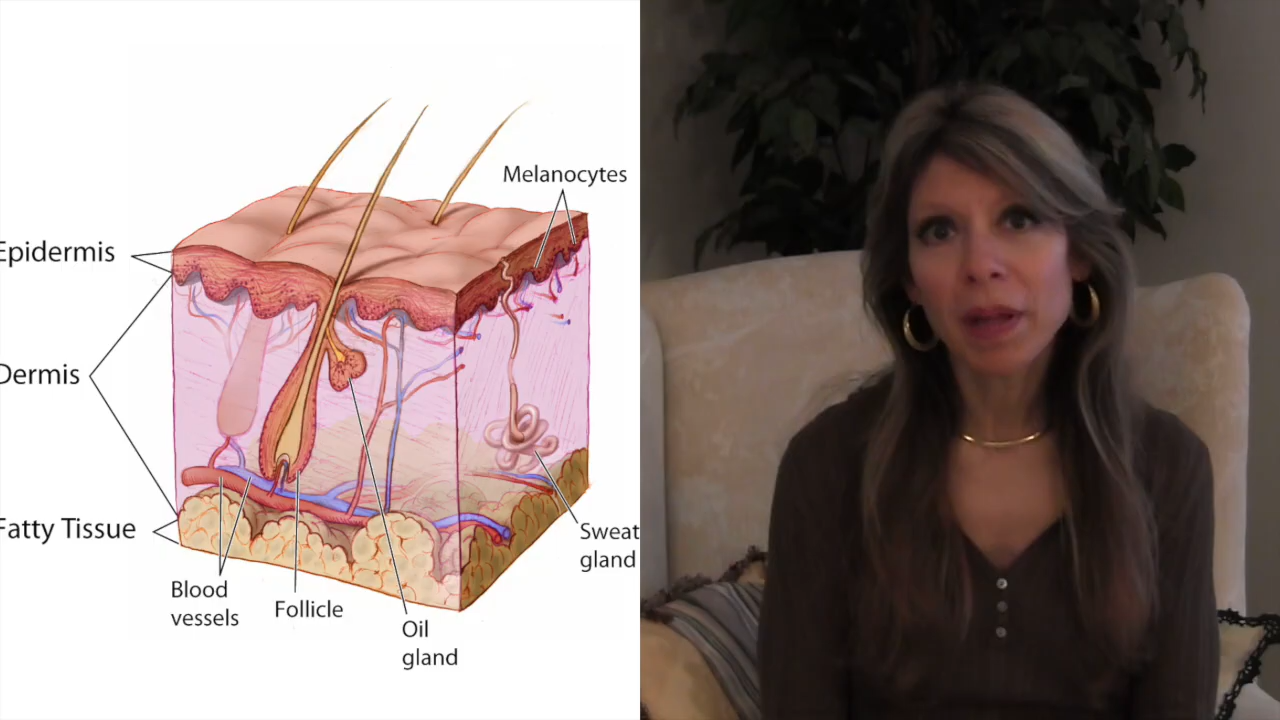 Melanocytes
Epidermis
Dermis
Fatty Tissue
Sweat
gland
Blood
vessels
Follicle
Oil
gland